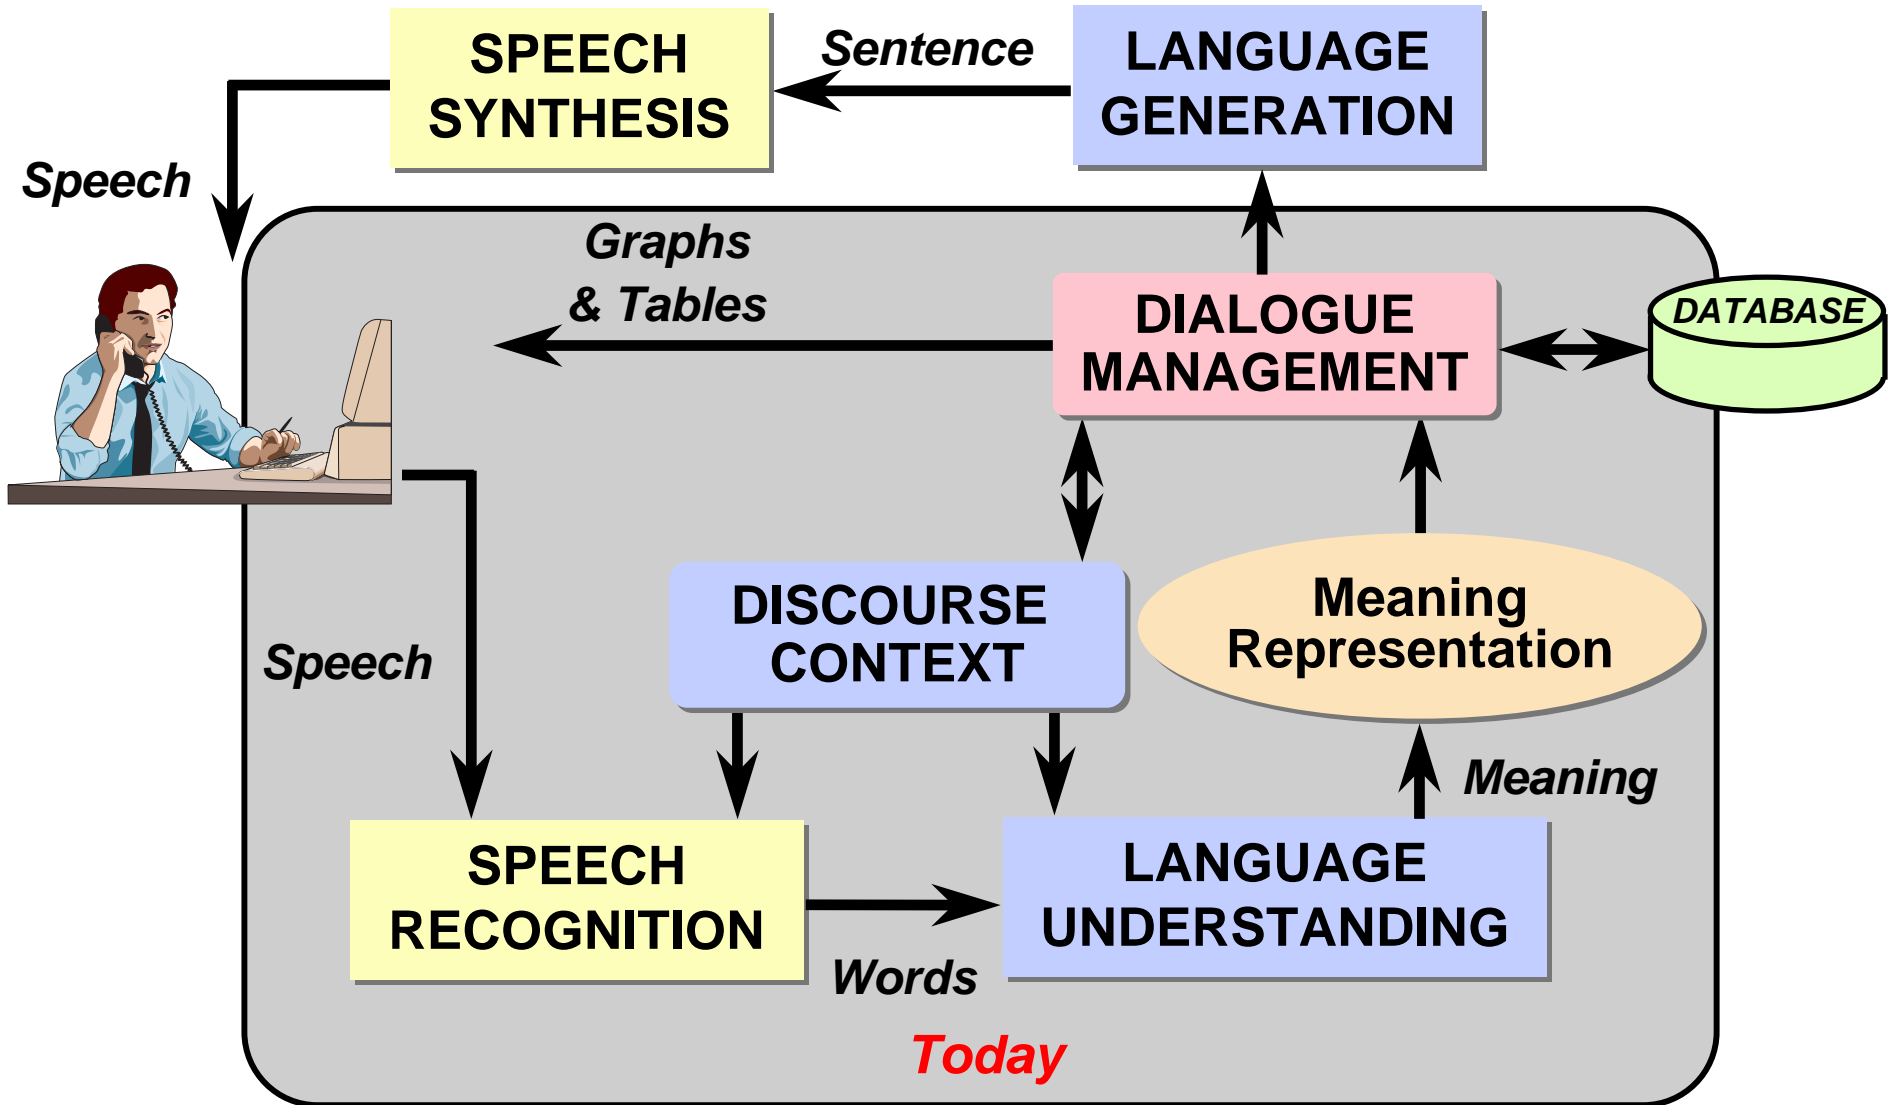 SPEECH
SYNTHESIS
Sentence
LANGUAGE
GENERATION
Speech
Graphs
& Tables
DIALOGUE
MANAGEMENT
DATABASE
DISCOURSE
CONTEXT
Meaning
Representation
Speech
Meaning
SPEECH
RECOGNITION
Words
LANGUAGE
UNDERSTANDING
Today